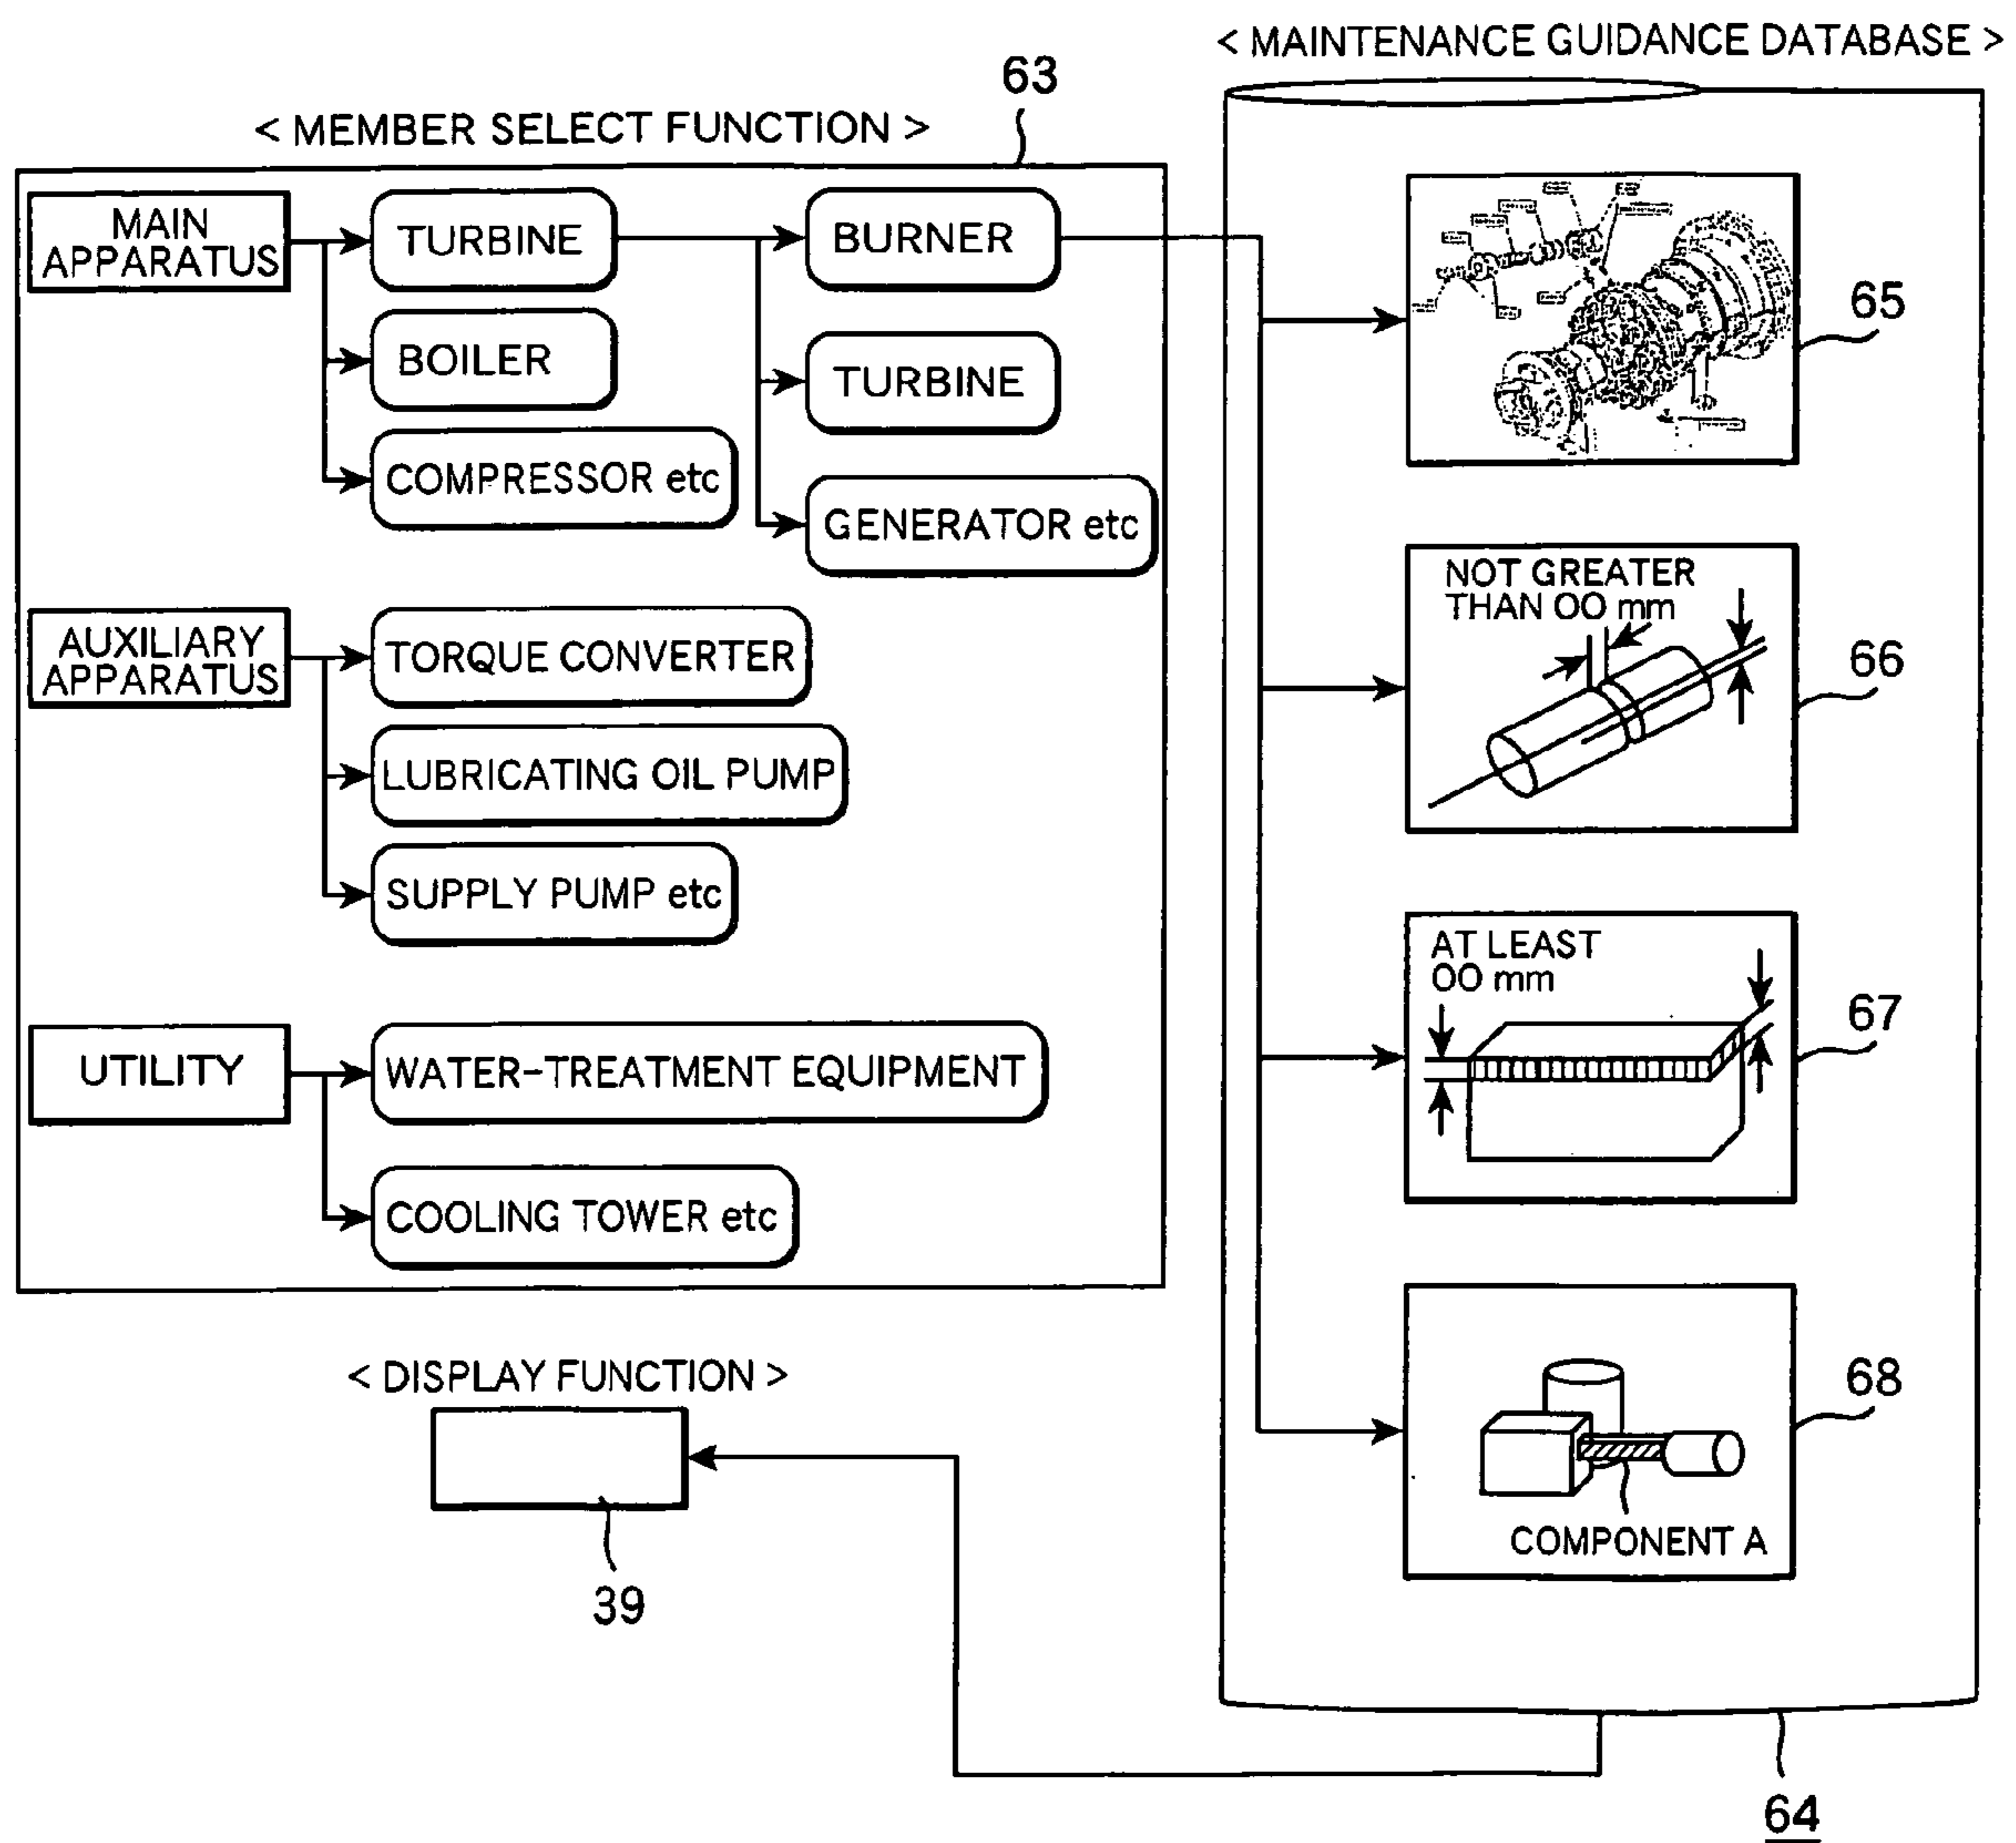 < MAINTENANCE GUIDANCE DATABASE >
63
< MEMBER SELECT FUNCTION >
MAIN
APPARATUS
TURBINE
BURNER
BOILER
TURBINE
COMPRESSOR etc
GENERATOR etc
AUXILIARY
APPARATUS
TORQUE CONVERTER
LUBRICATING OIL PUMP
SUPPLY PUMP etc
UTILITY
WATER-TREATMENT EQUIPMENT
COOLING TOWER etc
65
NOT GREATER
THAN OO mm
66
AT LEAST
OO mm
67
68
COMPONENT A
< DISPLAY FUNCTION >
39
64